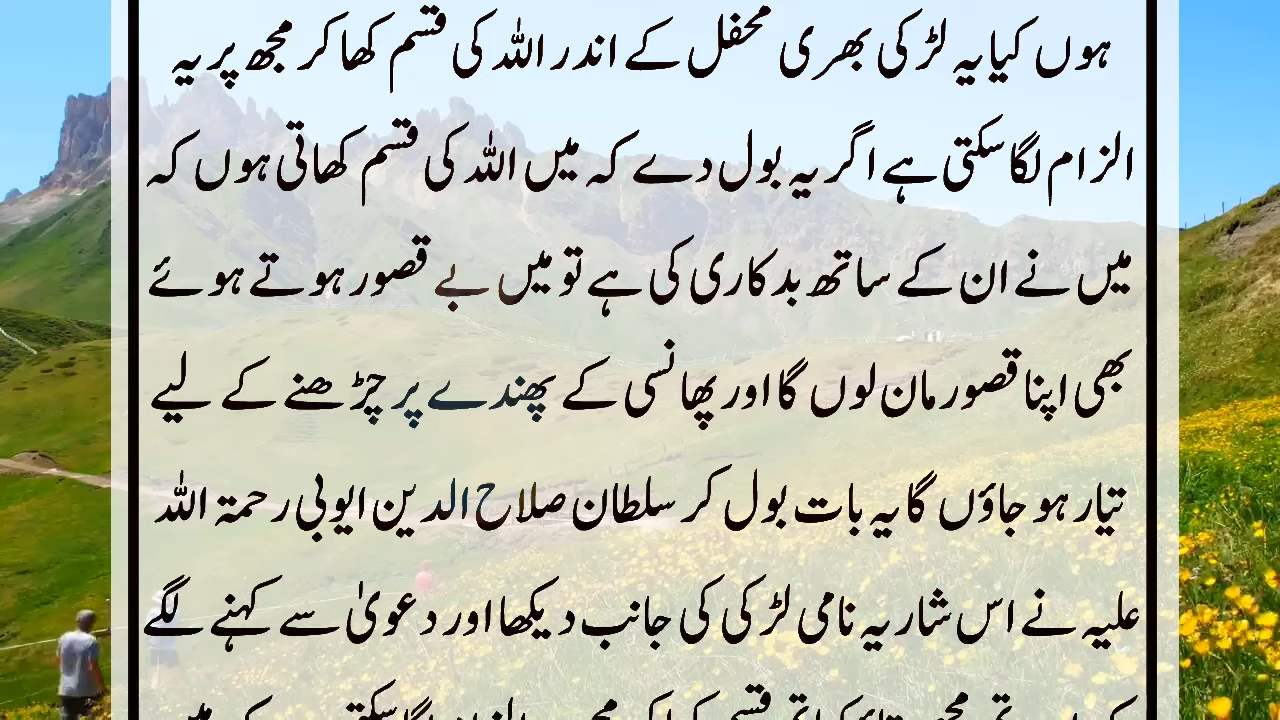 ہوں کیا یہ لڑکی بھری محفل کے اندر اللہ کی قسم کھا کر مجھ پر یہ
الزام لگا سکتی ہے اگر یہ بول دے کہ میں اللہ کی قسم کھاتی ہوں کہ
میں نے ان کے ساتھ بدکاری کی ہے تو میں بے قصور ہوتے ہوئے
بھی اپنا قصور مان لوں گا اور پھانسی کے پھندے پر چڑھنے کے لیے
تیار ہو جاؤں گا یہ بات بول کر سلطان صلاح الدین ایوبی رحمۃ اللہ
علیہ نے اس شاریہ نامی لڑکی کی جانب دیکھا اور دعویٰ سے کہنے لگے